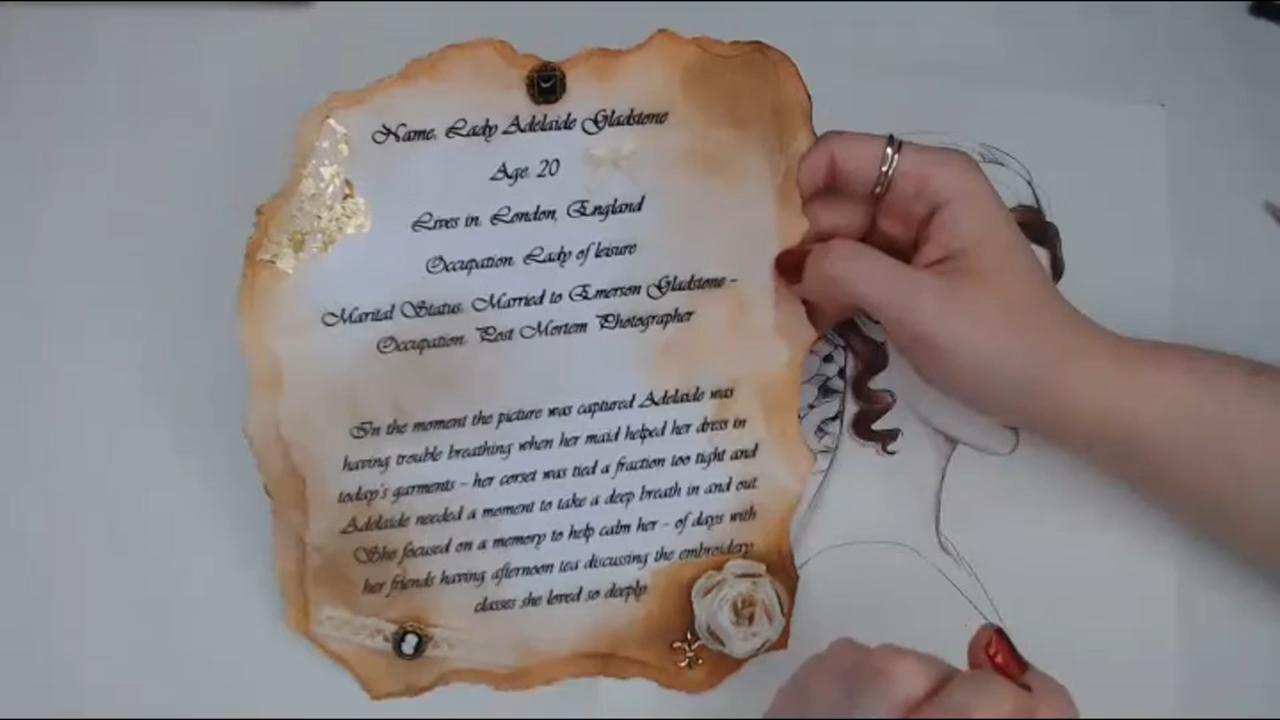 Name: Lady Adelaide Gladstone
Age: 20
Lives in: London, England
Occupation: Lady of leisure
Marital Status: Married to Emerson Gladstone –
Occupation: Post Mortem Photographer
In the moment the picture was captured Adelaide was
having trouble breathing when her maid helped her dress in
today's garments – her corset was tied a fraction too tight and
Adelaide needed a moment to take a deep breath in and out.
She focused on a memory to help calm her – of days with
her friends having afternoon tea discussing the embroidery
classes she loved so deeply.